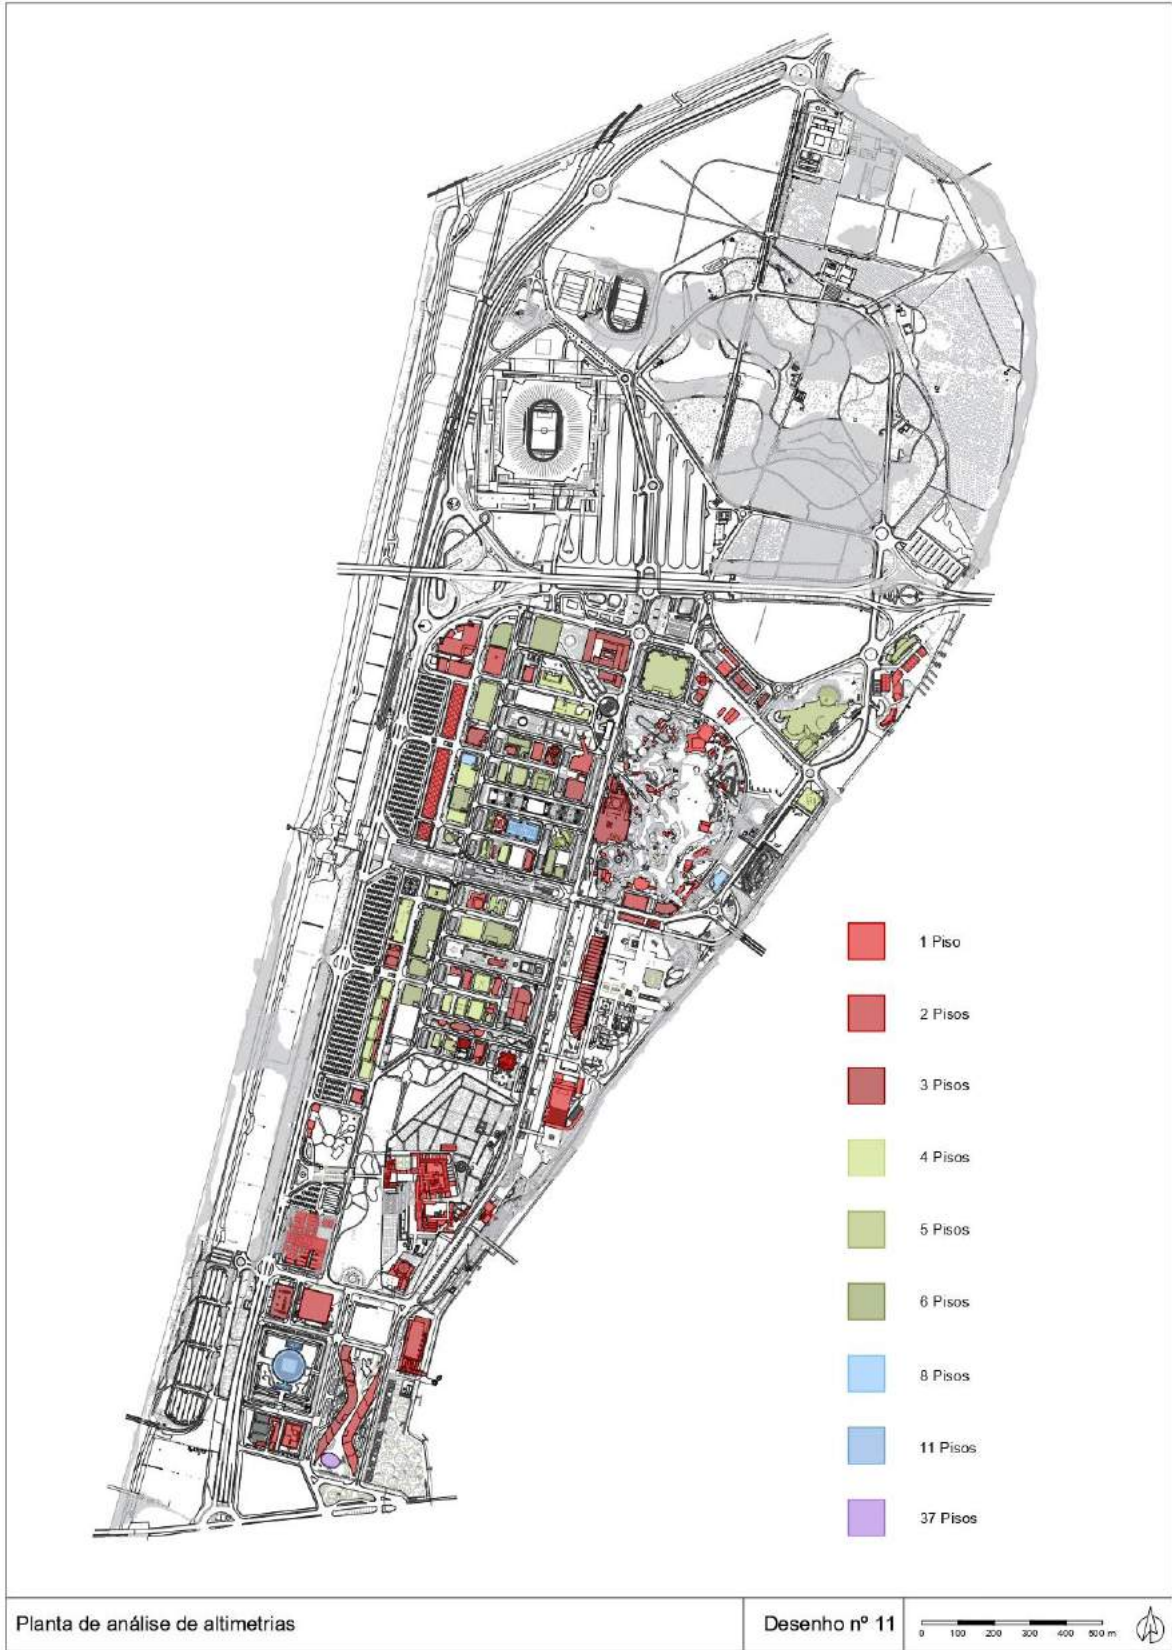 1 Piso
2 Pisos
3 Pisos
4 Pisos
5 Pisos
6 Pisos
8 Pisos
11 Pisos
37 Pisos
Planta de análise de altimetrias
Desenho nº 11
0 100 200 300 400 500 m